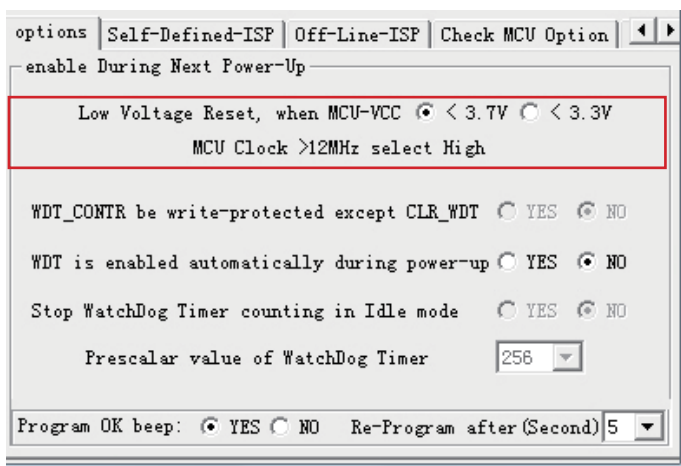 options Self-Defined-ISP Off-Line-ISP Check MCU Option
enable During Next Power-Up
Low Voltage Reset, when MCU-VCC < 3.7V < 3.3V
MCU Clock >12MHz select High
WDT_CONTR be write-protected except CLR_WDT YES NO
WDT is enabled automatically during power-up YES NO
Stop WatchDog Timer counting in Idle mode YES NO
Prescalar value of WatchDog Timer 256
Program OK beep: YES NO Re-Program after(Second) 5